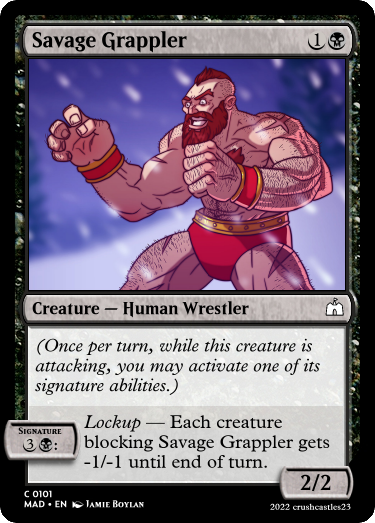 Savage Grappler 1
Creature — Human Wrestler
(Once per turn, while this creature is
attacking, you may activate one of its
signature abilities.)
SIGNATURE
3 :
Lockup — Each creature
blocking Savage Grappler gets
-1/-1 until end of turn.
2/2
C 0101
MAD • EN JAMIE BOYLAN
2022 crushcastles23